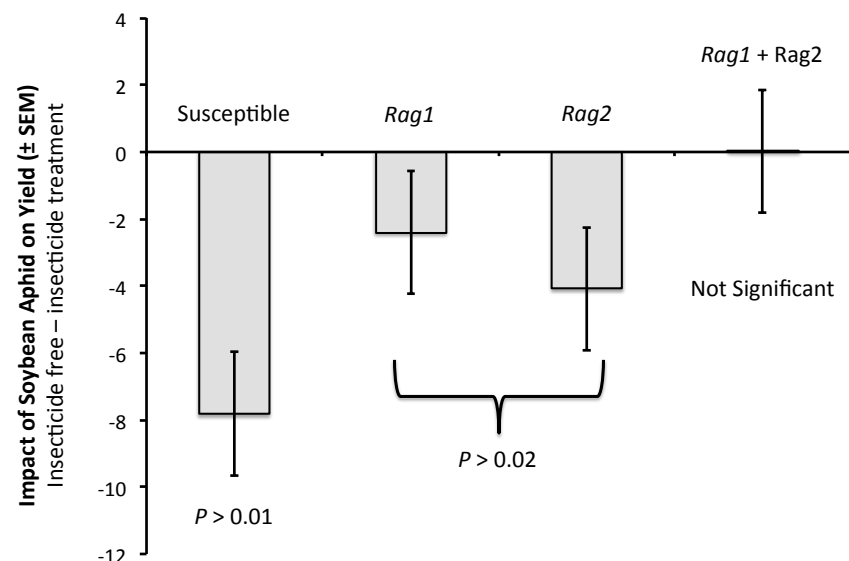 Impact of Soybean Aphid on Yield (± SEM)
Insecticide free – insecticide treatment
4
2
0
-2
-4
-6
-8
-10
-12
Susceptible
Rag1
Rag2
Rag1 + Rag2
Not Significant
P > 0.02
P > 0.01